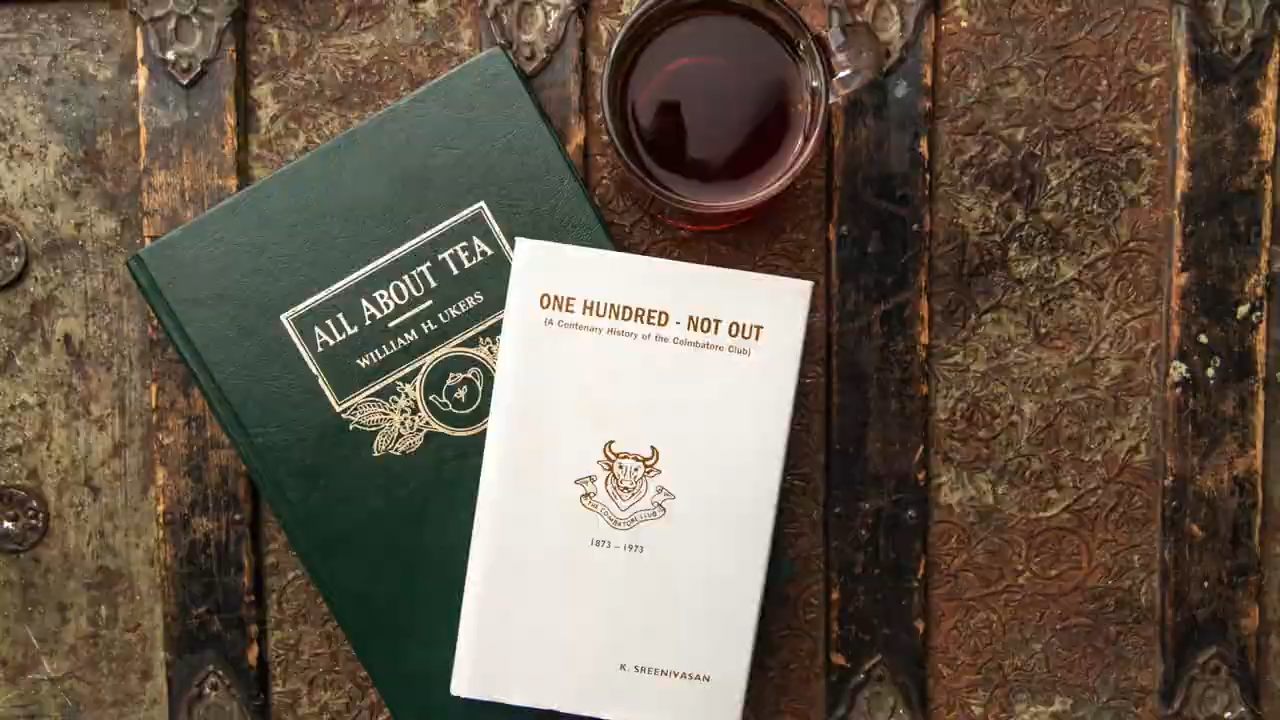 ALL ABOUT TEA
WILLIAM H. UKERS
ONE HUNDRED - NOT OUT
(A Centenary History of the Coimbatore Club)
THE COIMBATORE CLUB
1873 – 1973
K. SREENIVASAN